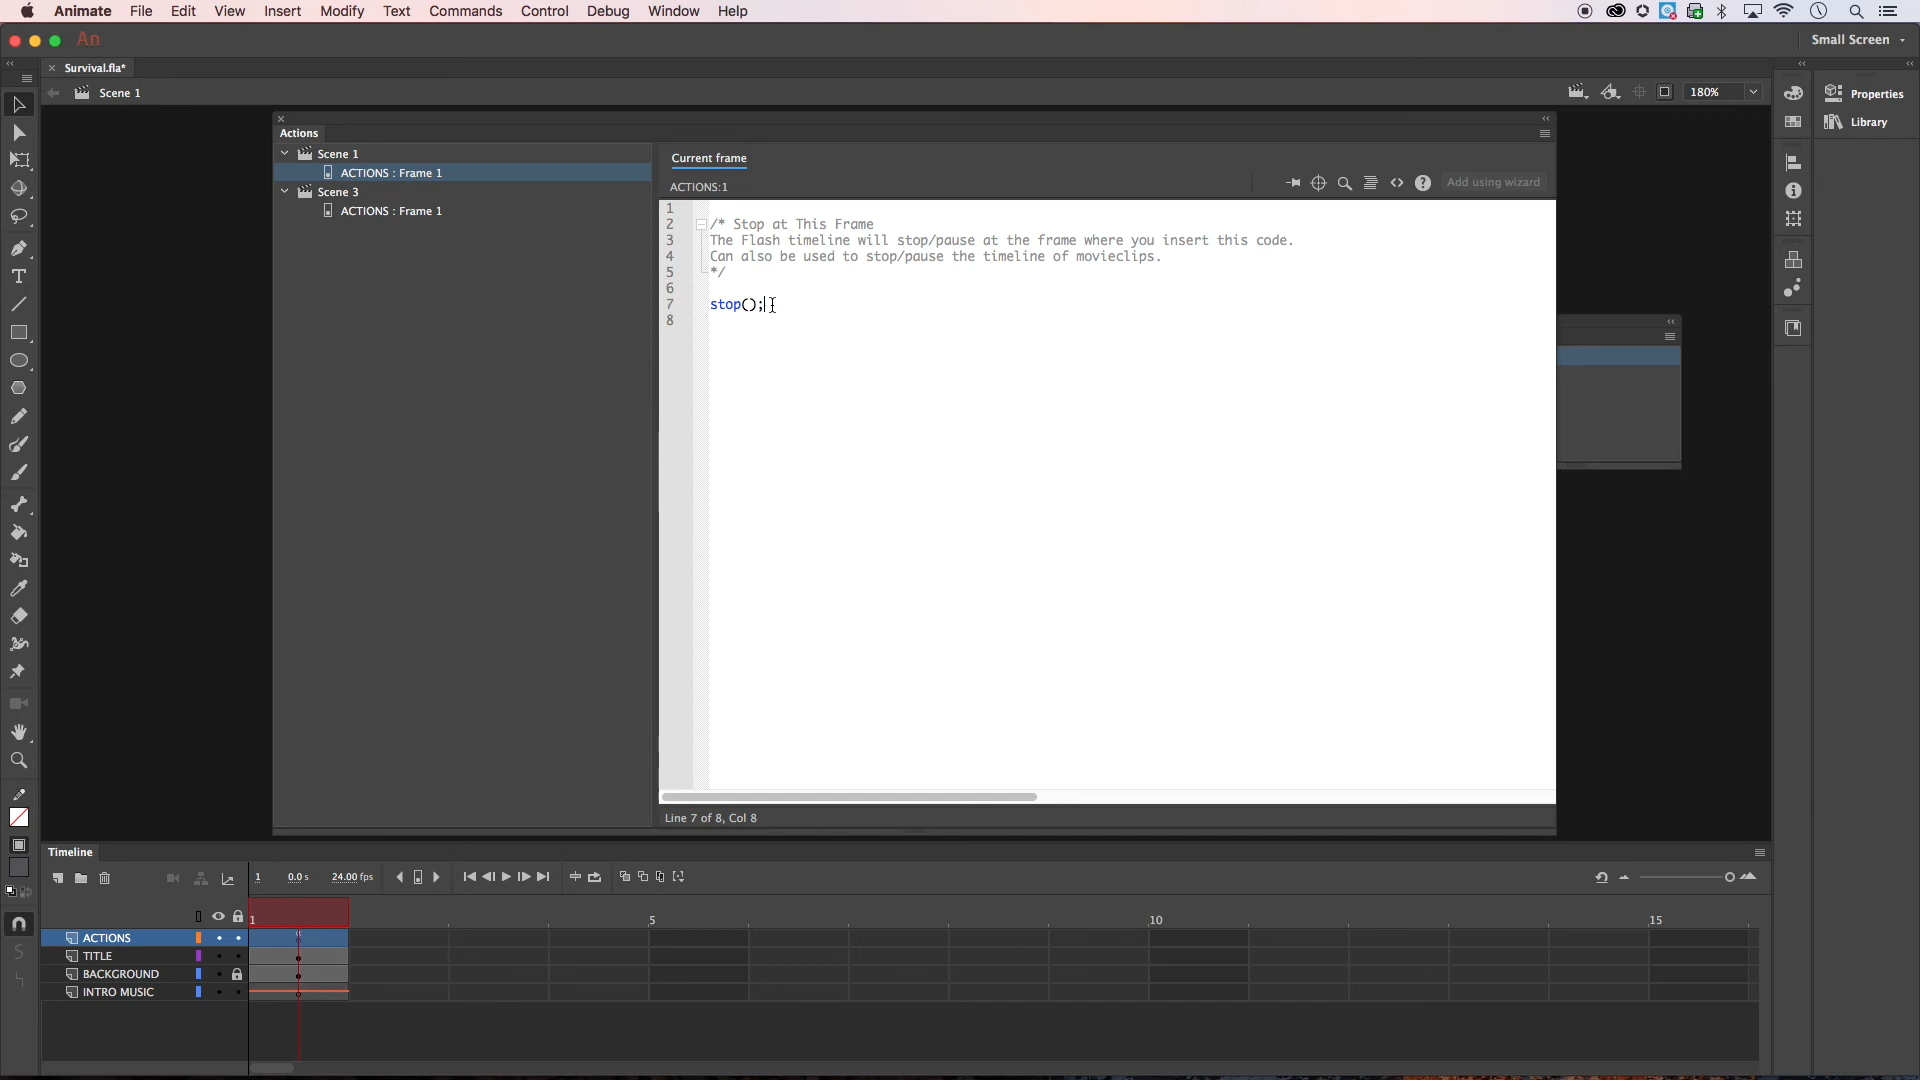 Animate File Edit View Insert Modify Text Commands Control Debug Window Help
An
Small Screen
Survival.fla*
Scene 1
180%
Properties
Library
Actions
Scene 1
ACTIONS : Frame 1
Scene 3
ACTIONS : Frame 1
Current frame
ACTIONS:1
Add using wizard
1
2 /* Stop at This Frame
3 The Flash timeline will stop/pause at the frame where you insert this code.
4 Can also be used to stop/pause the timeline of movieclips.
5 */
6
7 stop();
8
Line 7 of 8, Col 8
Timeline
1 0.0 s 24.00 fps
1 5 10 15
ACTIONS
TITLE
BACKGROUND
INTRO MUSIC